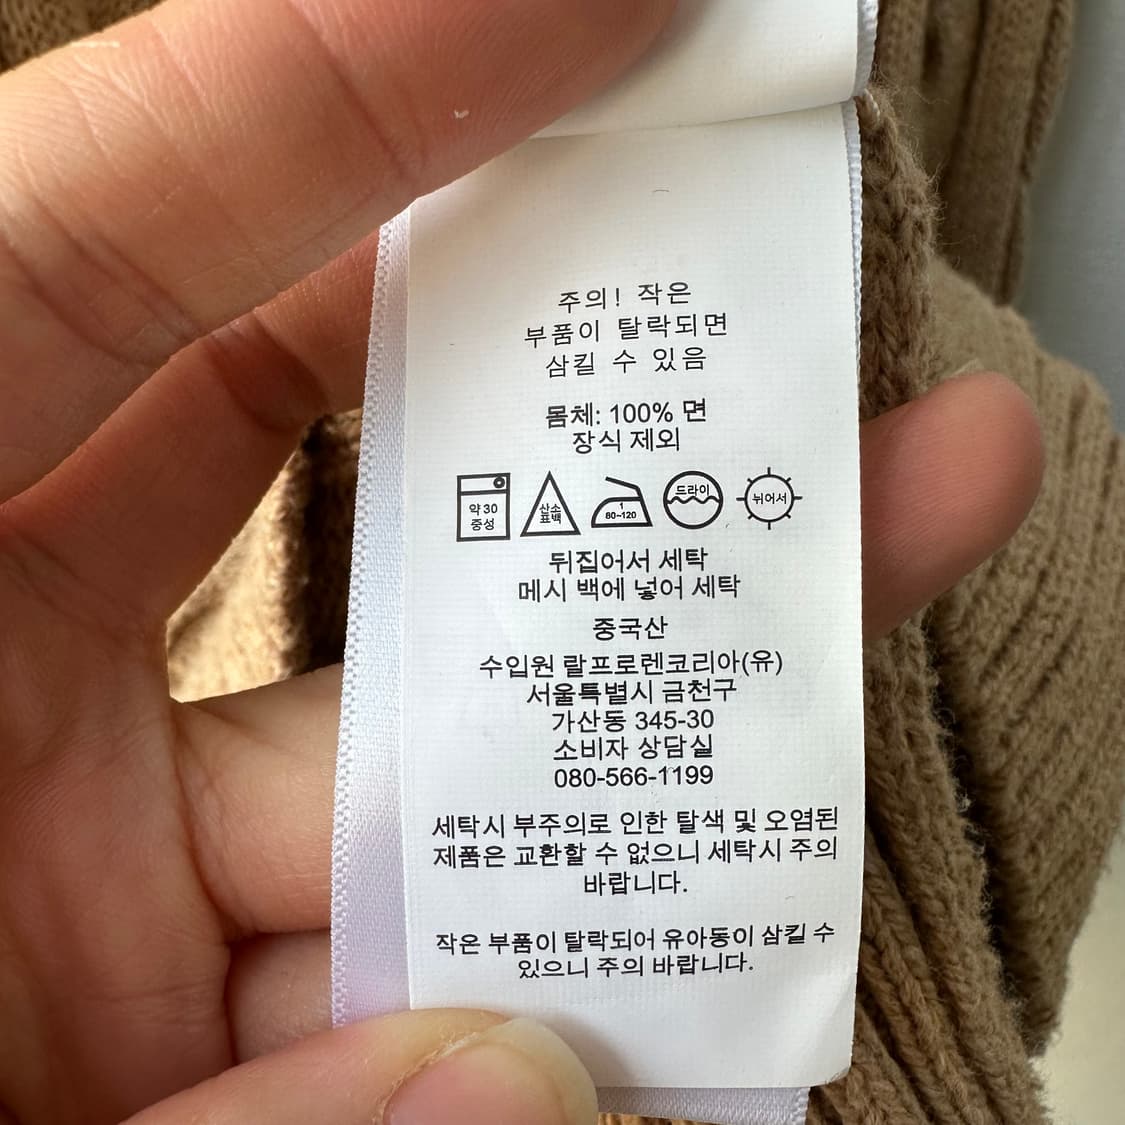 주의! 작은
부품이 탈락되면
삼킬 수 있음
몸체: 100% 면
장식 제외
약 30
중성
산소
표백
1
80~120
드라이
뉘어서
뒤집어서 세탁
메시 백에 넣어 세탁
중국산
수입원 랄프로렌코리아(유)
서울특별시 금천구
가산동 345-30
소비자 상담실
080-566-1199
세탁시 부주의로 인한 탈색 및 오염된
제품은 교환할 수 없으니 세탁시 주의
바랍니다.
작은 부품이 탈락되어 유아동이 삼킬 수
있으니 주의 바랍니다.